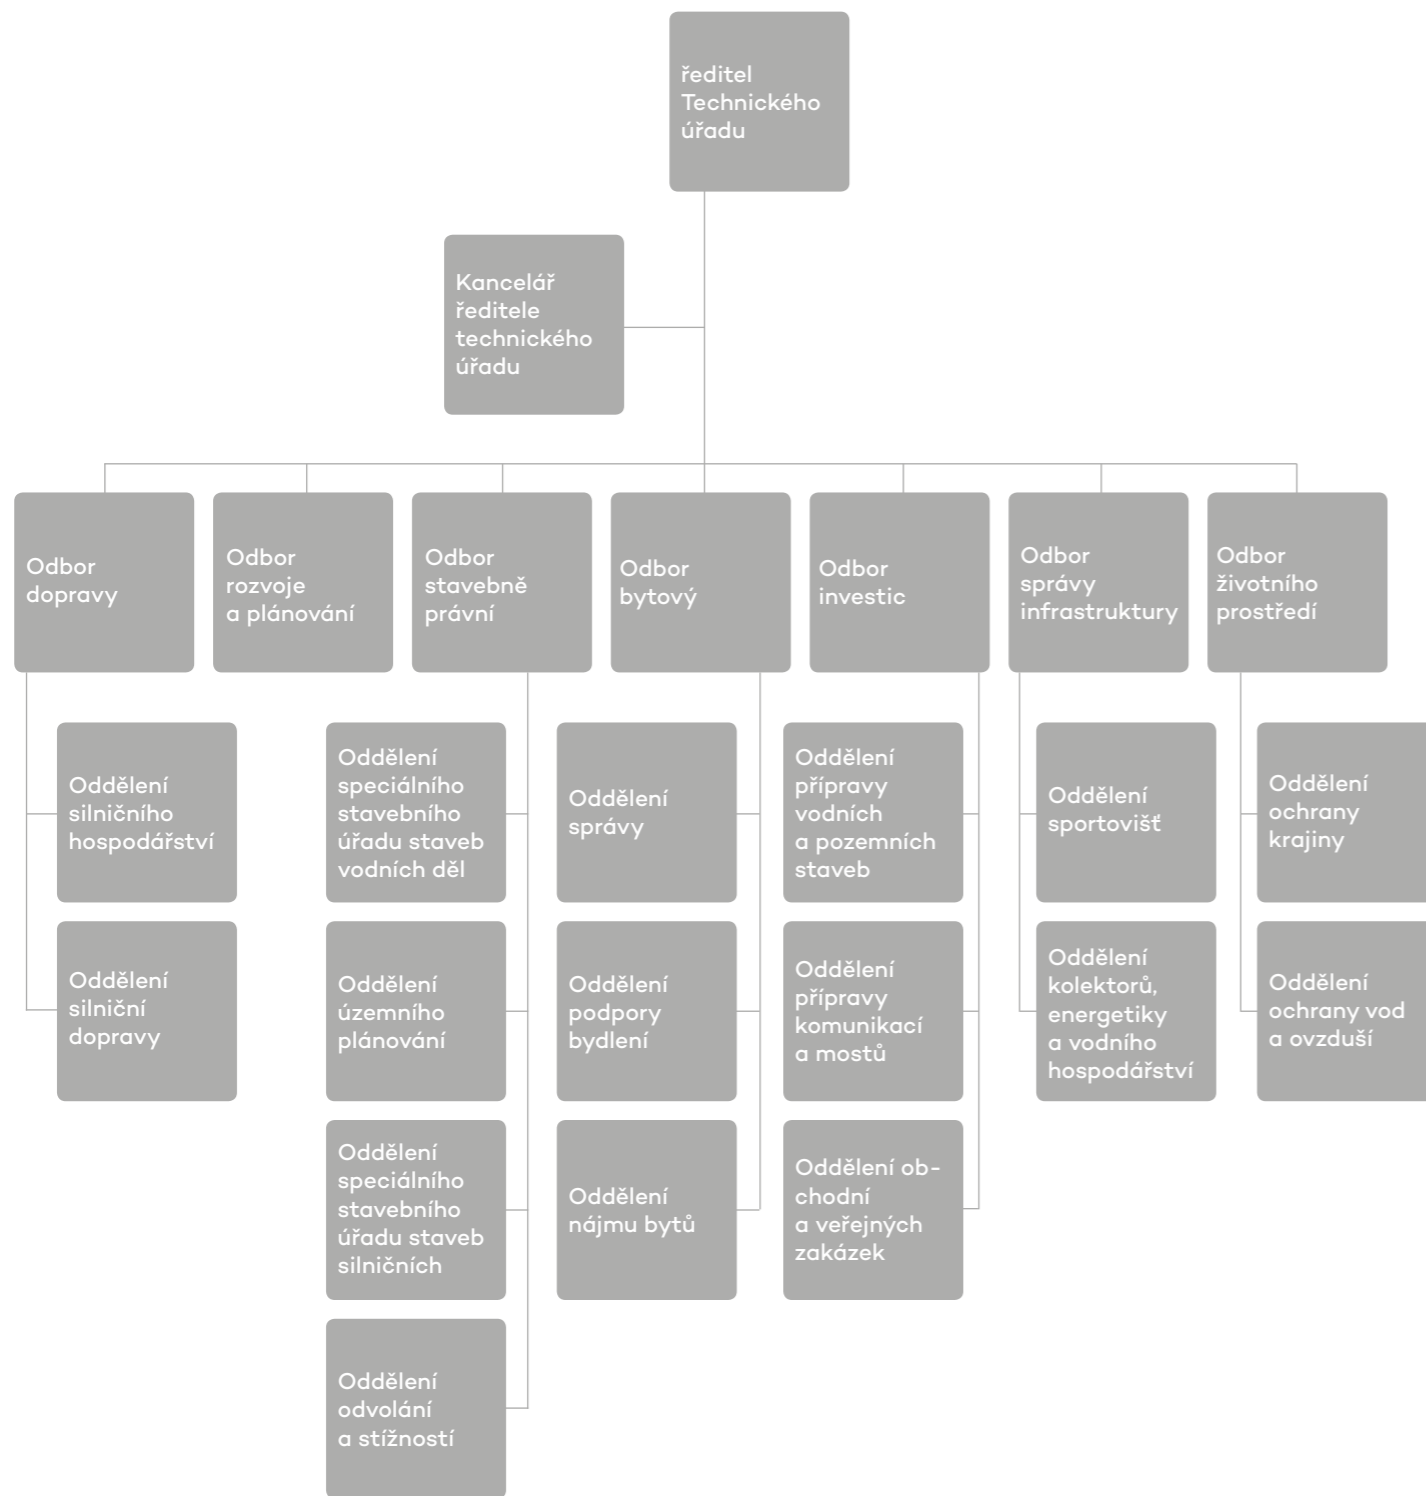 ředitel
Technického
úřadu
Kancelář
ředitele
technického
úřadu
Odbor
dopravy
Odbor
rozvoje
a plánování
Odbor
stavebně
právní
Odbor
bytový
Odbor
investic
Odbor
správy
infrastruktury
Odbor
životního
prostředí
Oddělení
silničního
hospodářství
Oddělení
speciálního
stavebního
úřadu staveb
vodních děl
Oddělení
správy
Oddělení
přípravy
vodních
a pozemních
staveb
Oddělení
sportovišť
Oddělení
ochrany
krajiny
Oddělení
silniční
dopravy
Oddělení
územního
plánování
Oddělení
podpory
bydlení
Oddělení
přípravy
komunikací
a mostů
Oddělení
kolektorů,
energetiky
a vodního
hospodářství
Oddělení
ochrany vod
a ovzduší
Oddělení
speciálního
stavebního
úřadu staveb
silničních
Oddělení
nájmu bytů
Oddělení ob-
chodní
a veřejných
zakázek
Oddělení
odvolání
a stížností